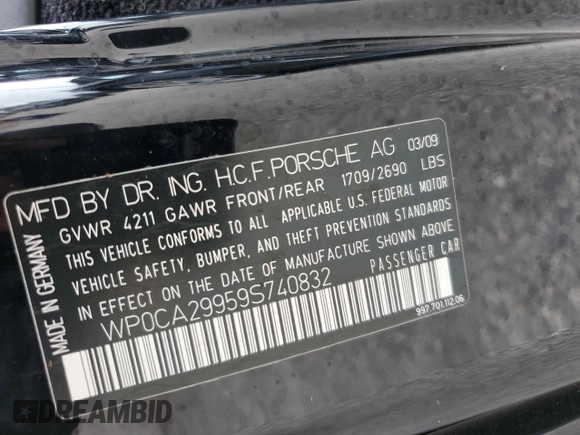 MFD BY DR. ING. H.C.F.PORSCHE AG 03/09
GVWR 4211 GAWR FRONT/REAR 1709/2690 LBS
THIS VEHICLE CONFORMS TO ALL APPLICABLE U.S. FEDERAL MOTOR
VEHICLE SAFETY, BUMPER, AND THEFT PREVENTION STANDARDS
IN EFFECT ON THE DATE OF MANUFACTURE SHOWN ABOVE
WP0CA29959S740832 PASSENGER CAR
MADE IN GERMANY
997.701.112.06
DREAMBID